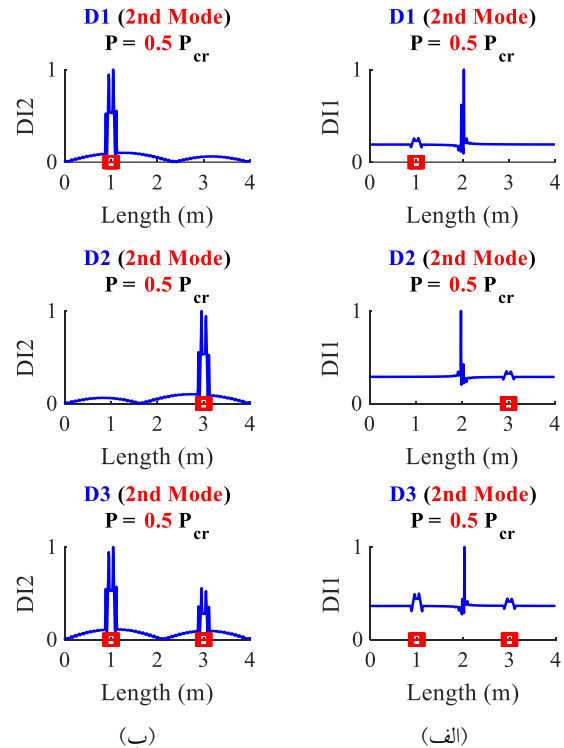 D1 (2nd Mode)
P = 0.5 Pcr
1
DI2
0
0 1 2 3 4
Length (m)
D1 (2nd Mode)
P = 0.5 Pcr
1
DI1
0
0 1 2 3 4
Length (m)
D2 (2nd Mode)
P = 0.5 Pcr
1
DI2
0
0 1 2 3 4
Length (m)
D2 (2nd Mode)
P = 0.5 Pcr
1
DI1
0
0 1 2 3 4
Length (m)
D3 (2nd Mode)
P = 0.5 Pcr
1
DI2
0
0 1 2 3 4
Length (m)
D3 (2nd Mode)
P = 0.5 Pcr
1
DI1
0
0 1 2 3 4
Length (m)
(ب)
(الف)